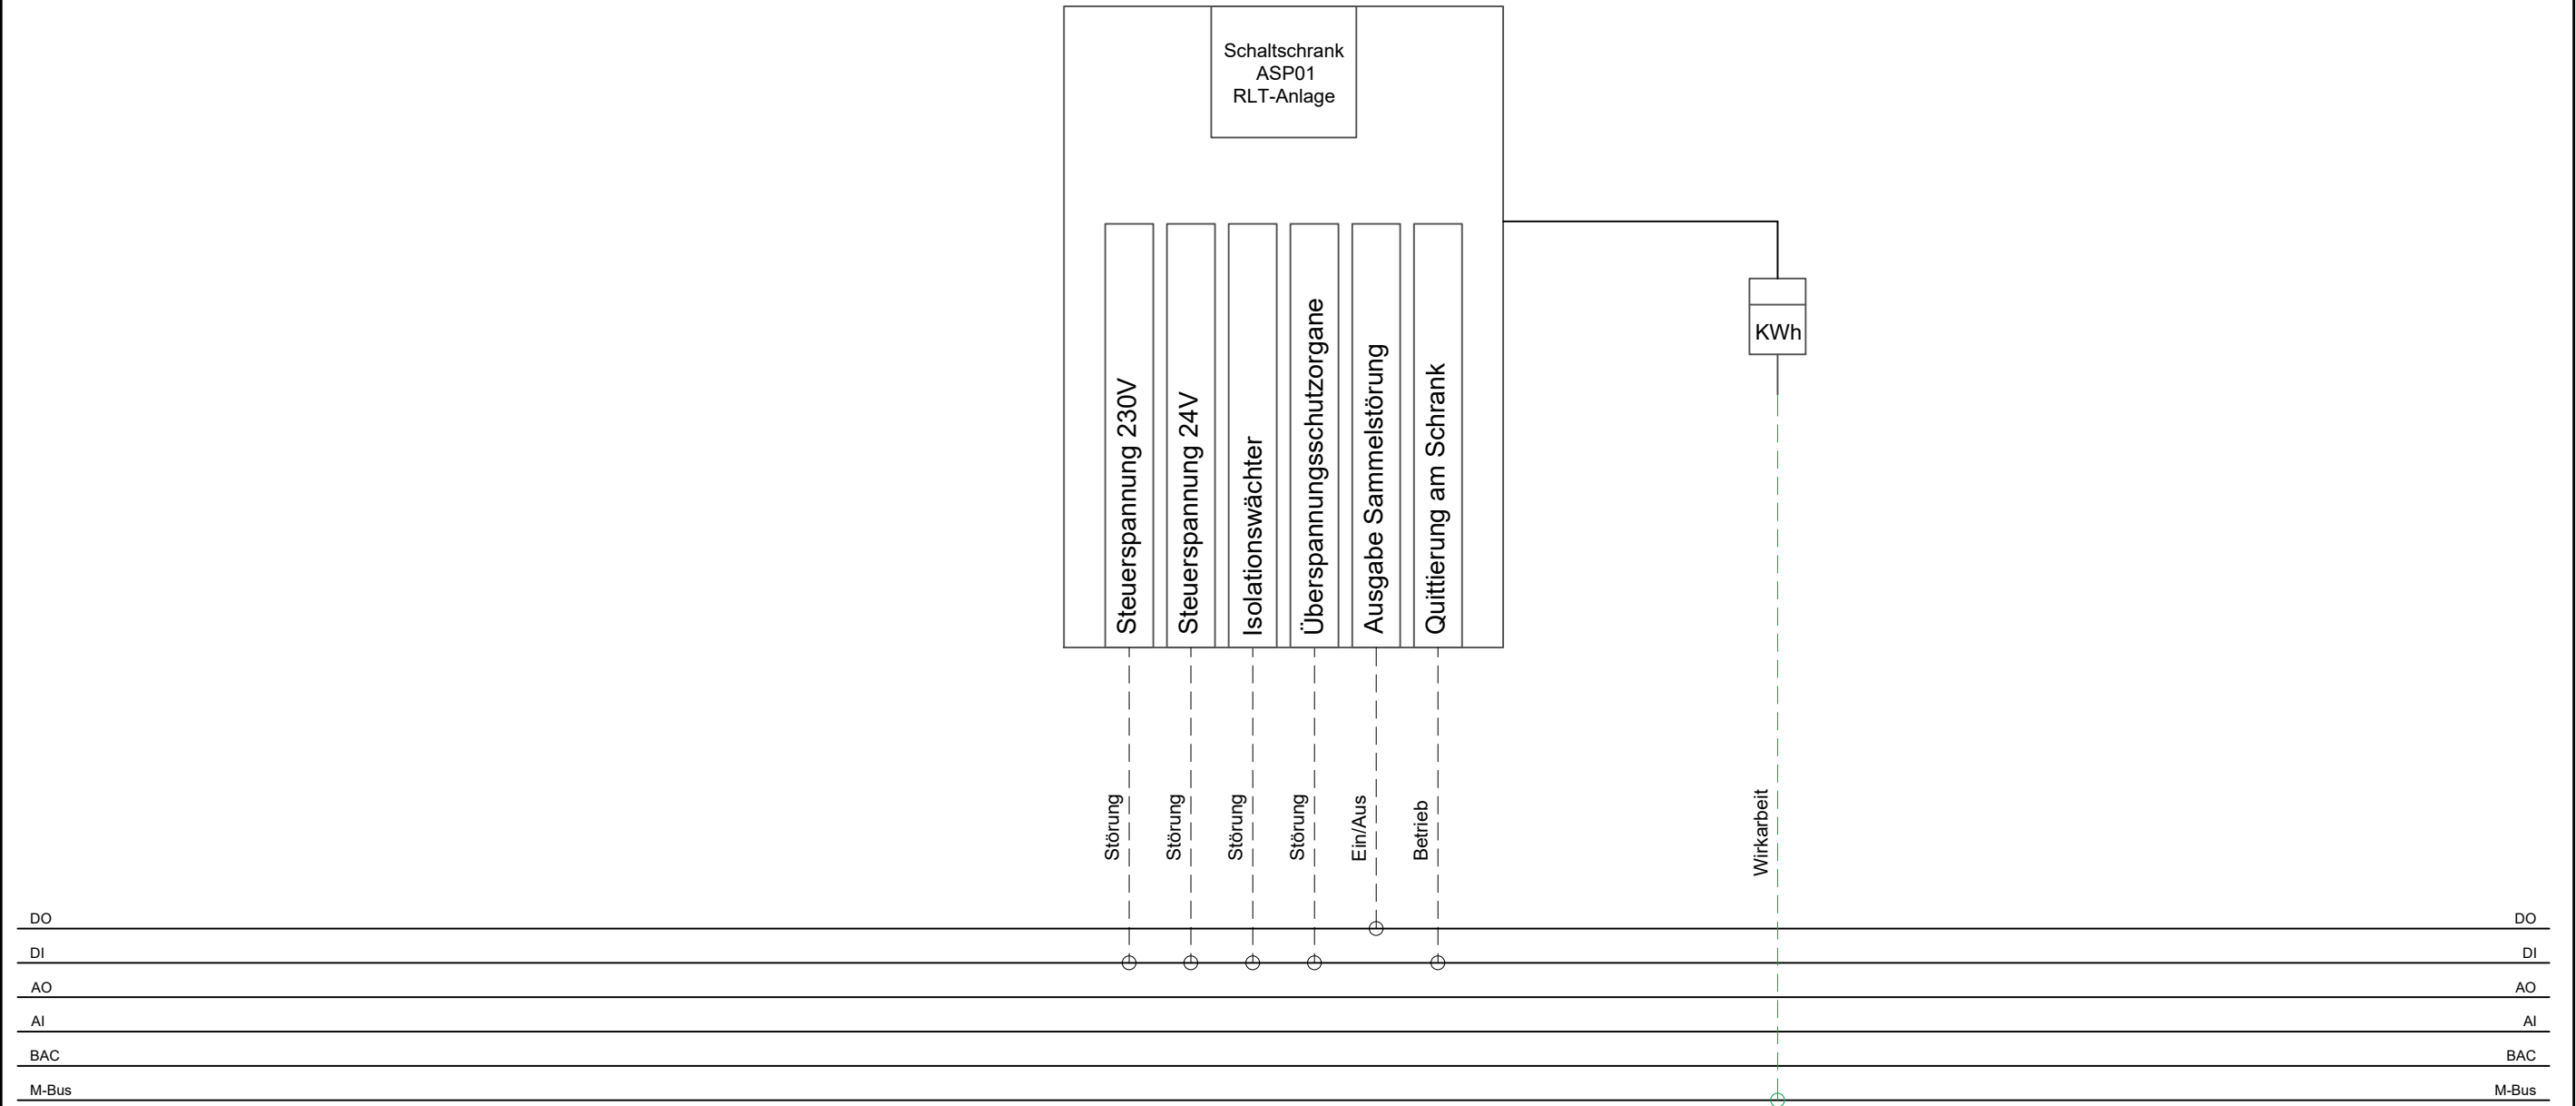 Schaltschrank
ASP01
RLT-Anlage
KWh
Steuerspannung 230V
Steuerspannung 24V
Isolationswächter
Überspannungsschutzorgane
Ausgabe Sammelstörung
Quittierung am Schrank
Störung
Störung
Störung
Störung
Ein/Aus
Betrieb
Wirkarbeit
DO DO
DI DI
AO AO
AI AI
BAC BAC
M-Bus M-Bus